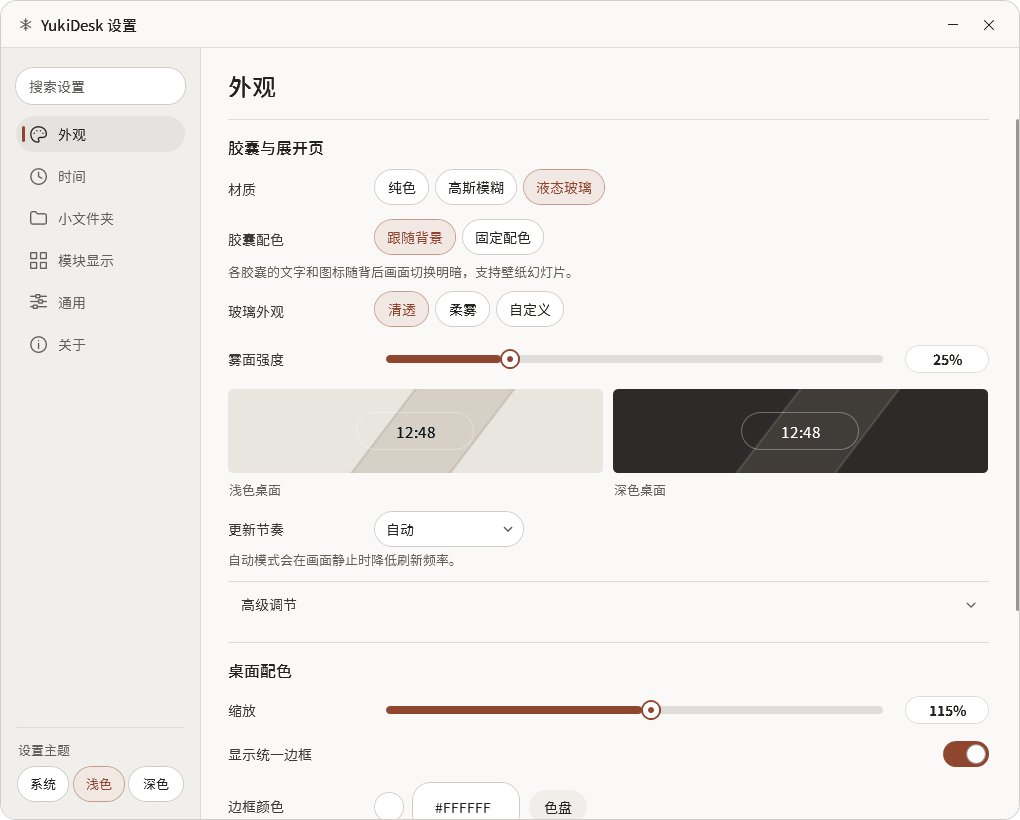 YukiDesk 设置
搜索设置
外观
时间
小文件夹
模块显示
通用
关于
设置主题
系统 浅色 深色
外观
胶囊与展开页
材质 纯色 高斯模糊 液态玻璃
胶囊配色 跟随背景 固定配色
各胶囊的文字和图标随背后画面切换明暗，支持壁纸幻灯片。
玻璃外观 清透 柔雾 自定义
雾面强度 25%
12:48 12:48
浅色桌面 深色桌面
更新节奏 自动
自动模式会在画面静止时降低刷新频率。
高级调节
桌面配色
缩放 115%
显示统一边框
边框颜色 #FFFFFF 色盘